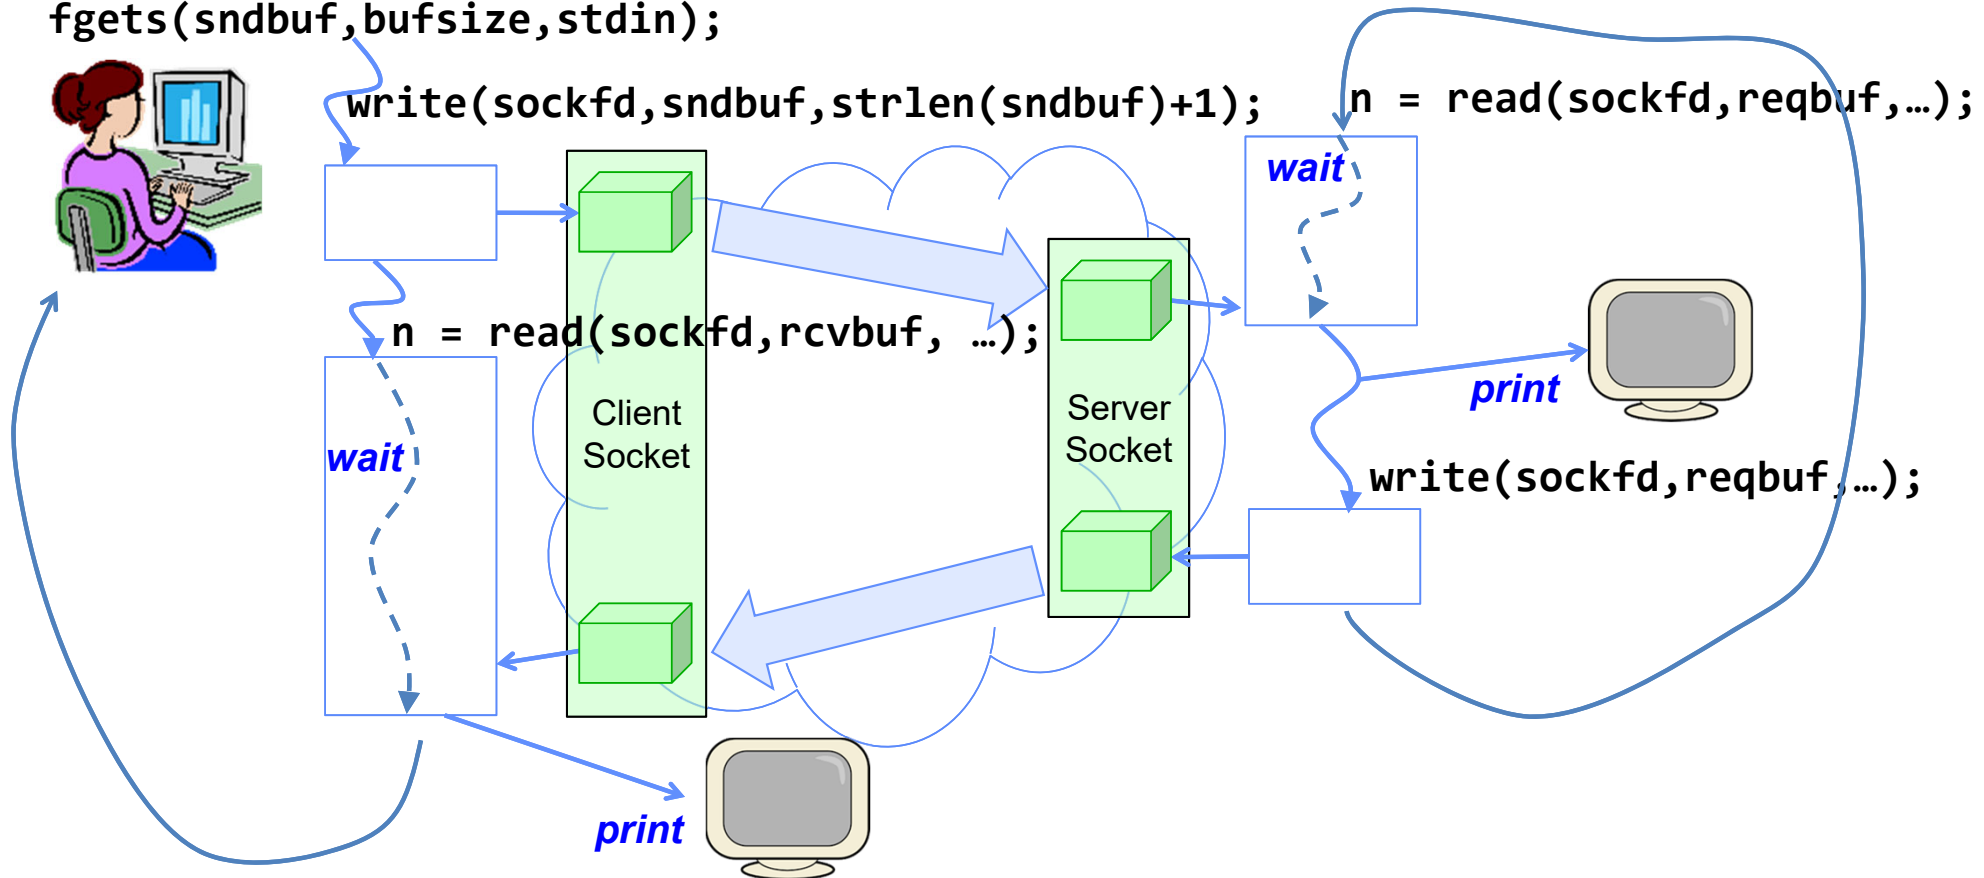 fgets(sndbuf,bufsize,stdin);
write(sockfd,sndbuf,strlen(sndbuf)+1);
n = read(sockfd,reqbuf,…);
wait
n = read(sockfd,rcvbuf, …);
print
Client
Socket
Server
Socket
wait
write(sockfd,reqbuf,…);
print